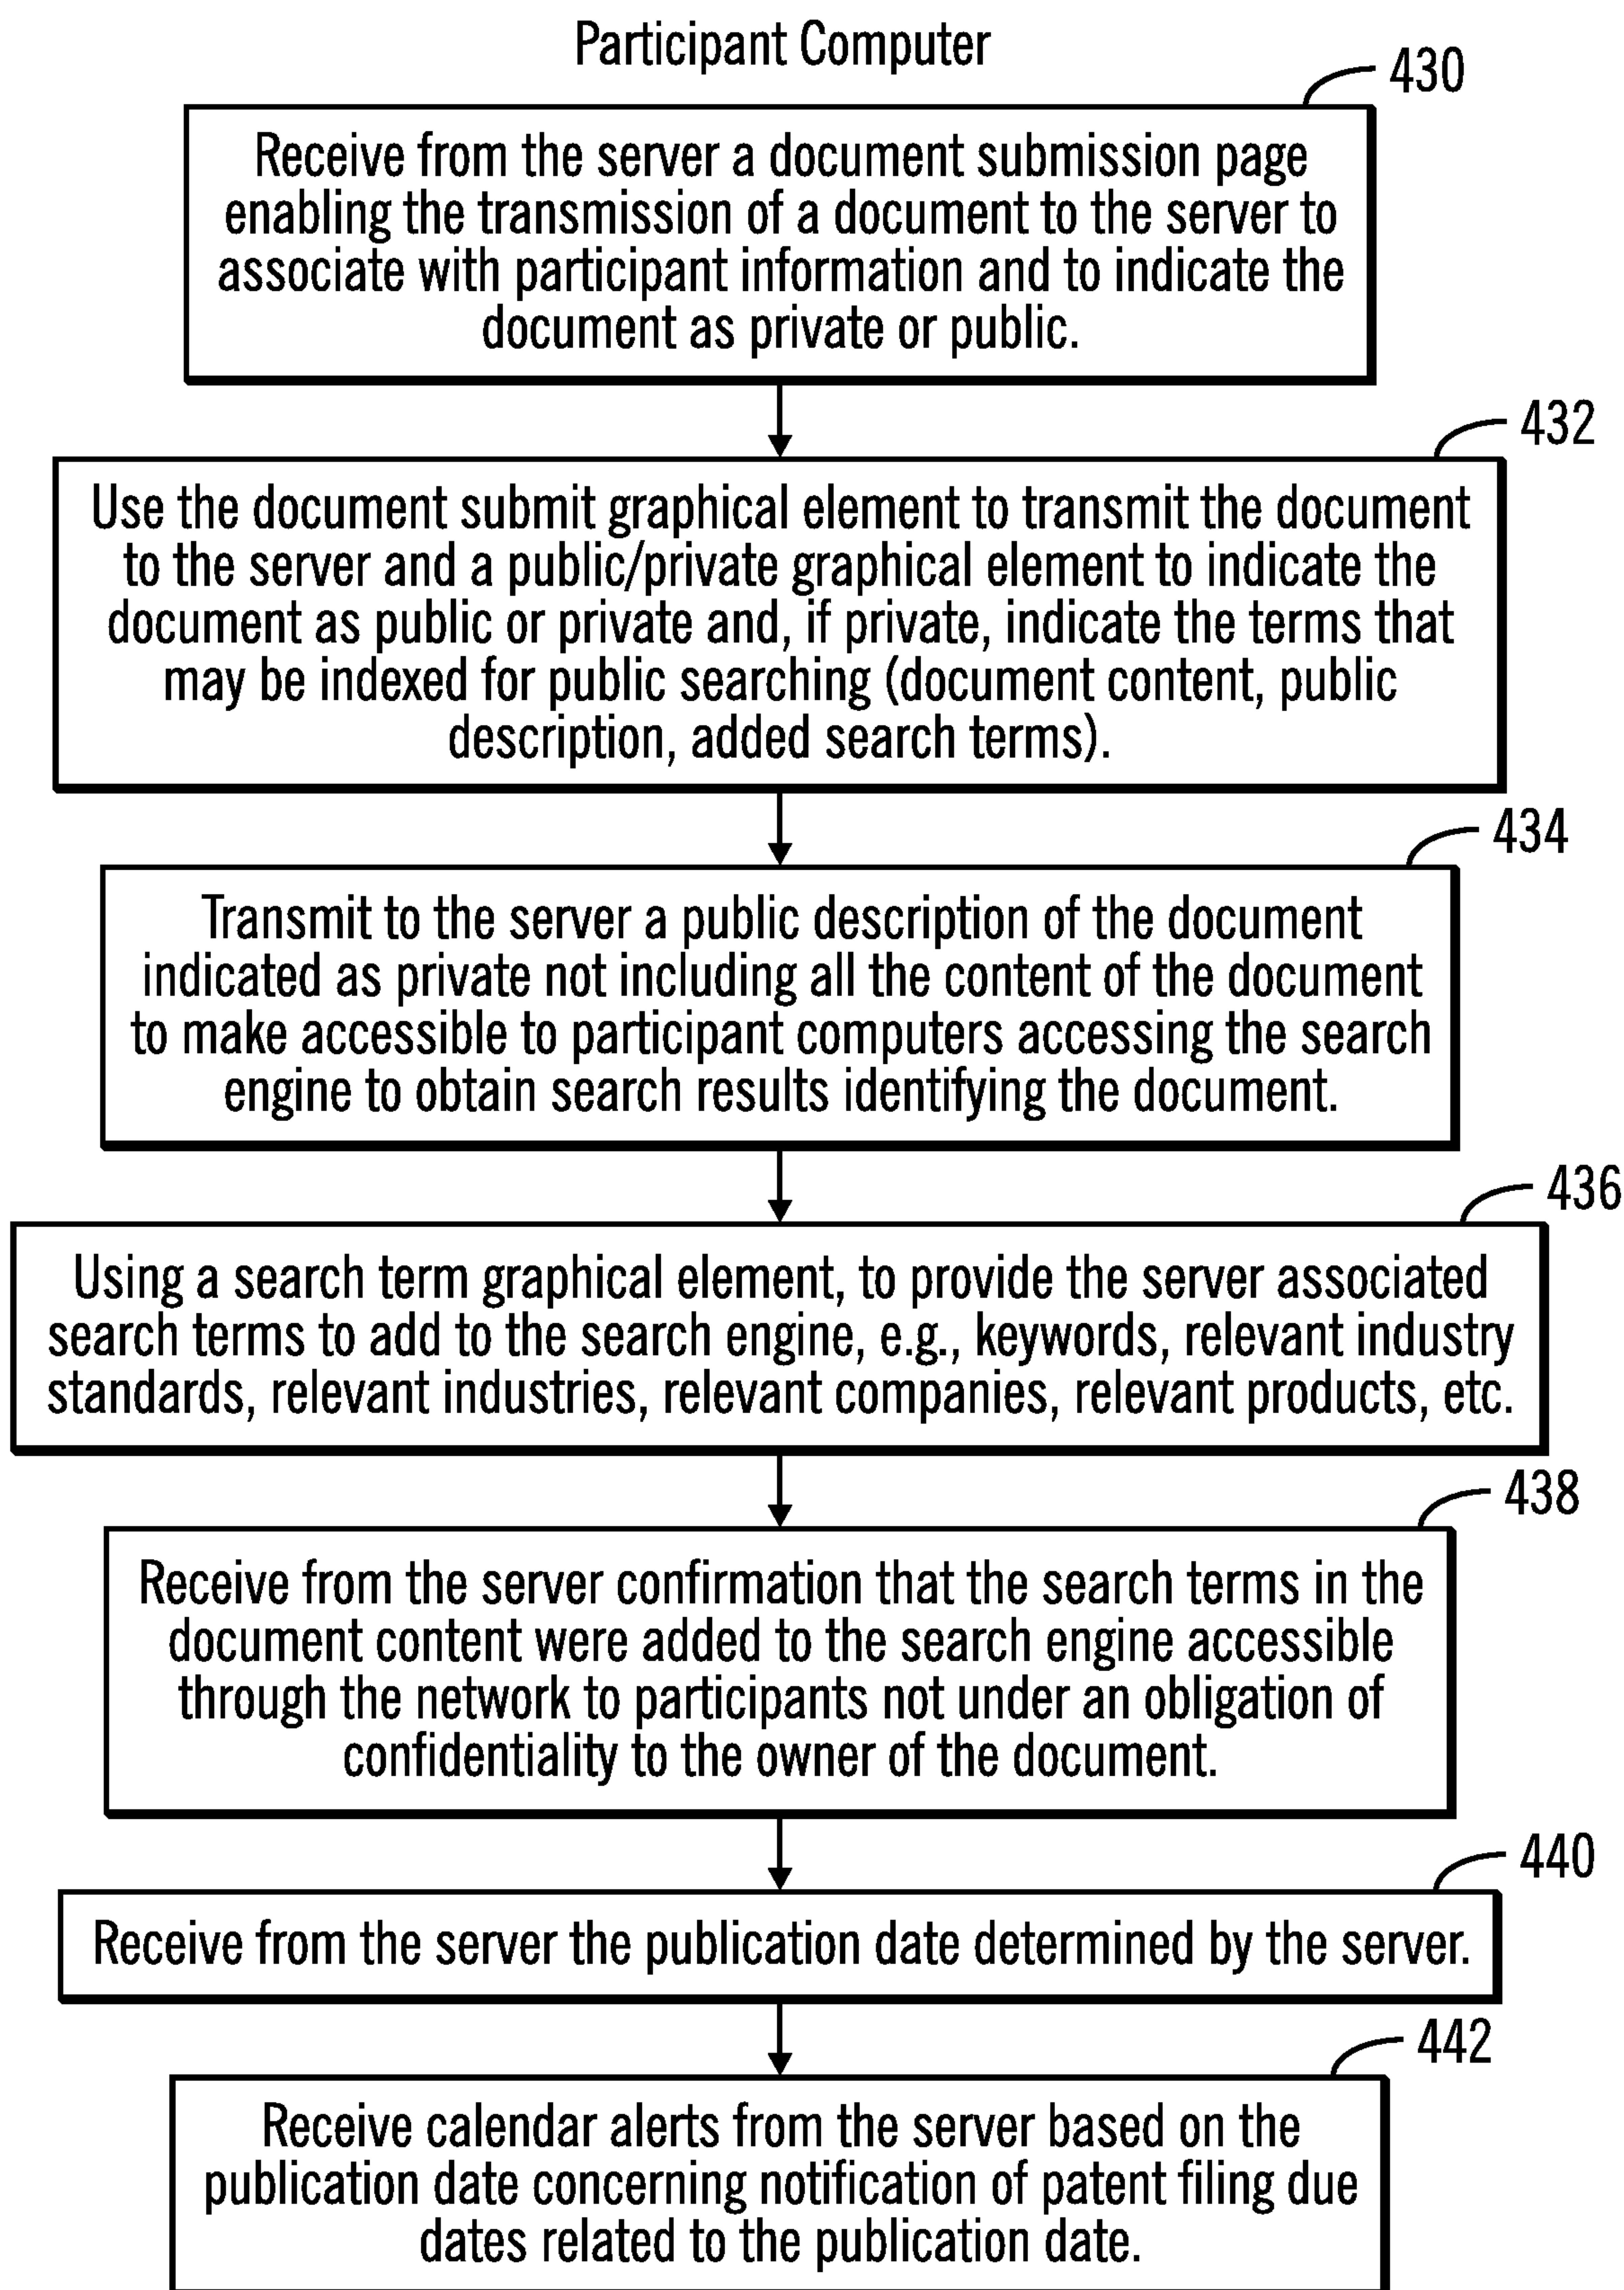 Participant Computer
430
Receive from the server a document submission page
enabling the transmission of a document to the server to
associate with participant information and to indicate the
document as private or public.
432
Use the document submit graphical element to transmit the document
to the server and a public/private graphical element to indicate the
document as public or private and, if private, indicate the terms that
may be indexed for public searching (document content, public
description, added search terms).
434
Transmit to the server a public description of the document
indicated as private not including all the content of the document
to make accessible to participant computers accessing the search
engine to obtain search results identifying the document.
436
Using a search term graphical element, to provide the server associated
search terms to add to the search engine, e.g., keywords, relevant industry
standards, relevant industries, relevant companies, relevant products, etc.
438
Receive from the server confirmation that the search terms in the
document content were added to the search engine accessible
through the network to participants not under an obligation of
confidentiality to the owner of the document.
440
Receive from the server the publication date determined by the server.
442
Receive calendar alerts from the server based on the
publication date concerning notification of patent filing due
dates related to the publication date.